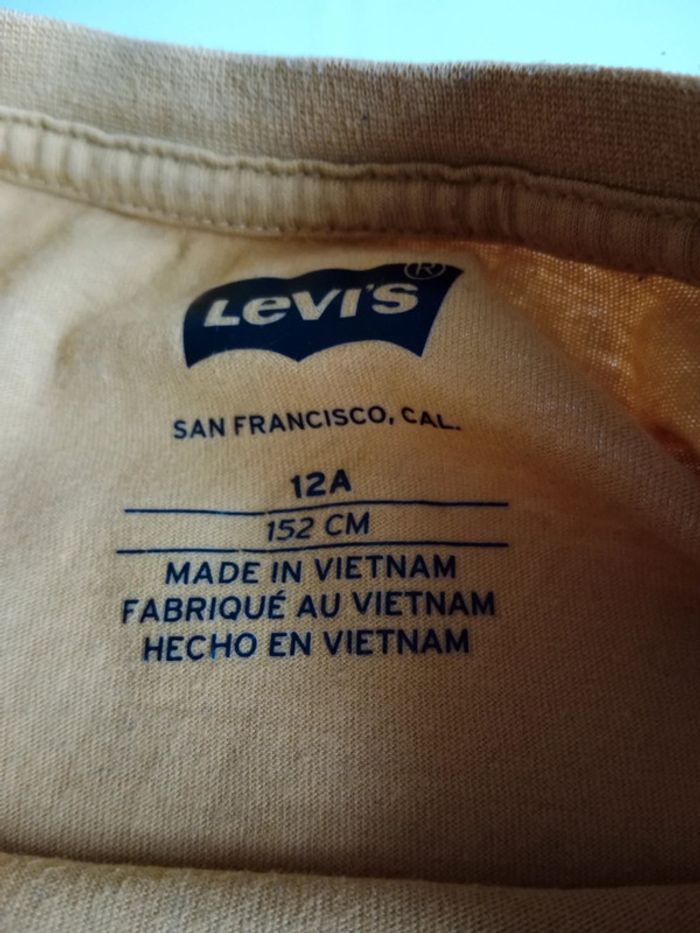 LEVI'S®
SAN FRANCISCO, CAL.
12A
152 CM
MADE IN VIETNAM
FABRIQUÉ AU VIETNAM
HECHO EN VIETNAM